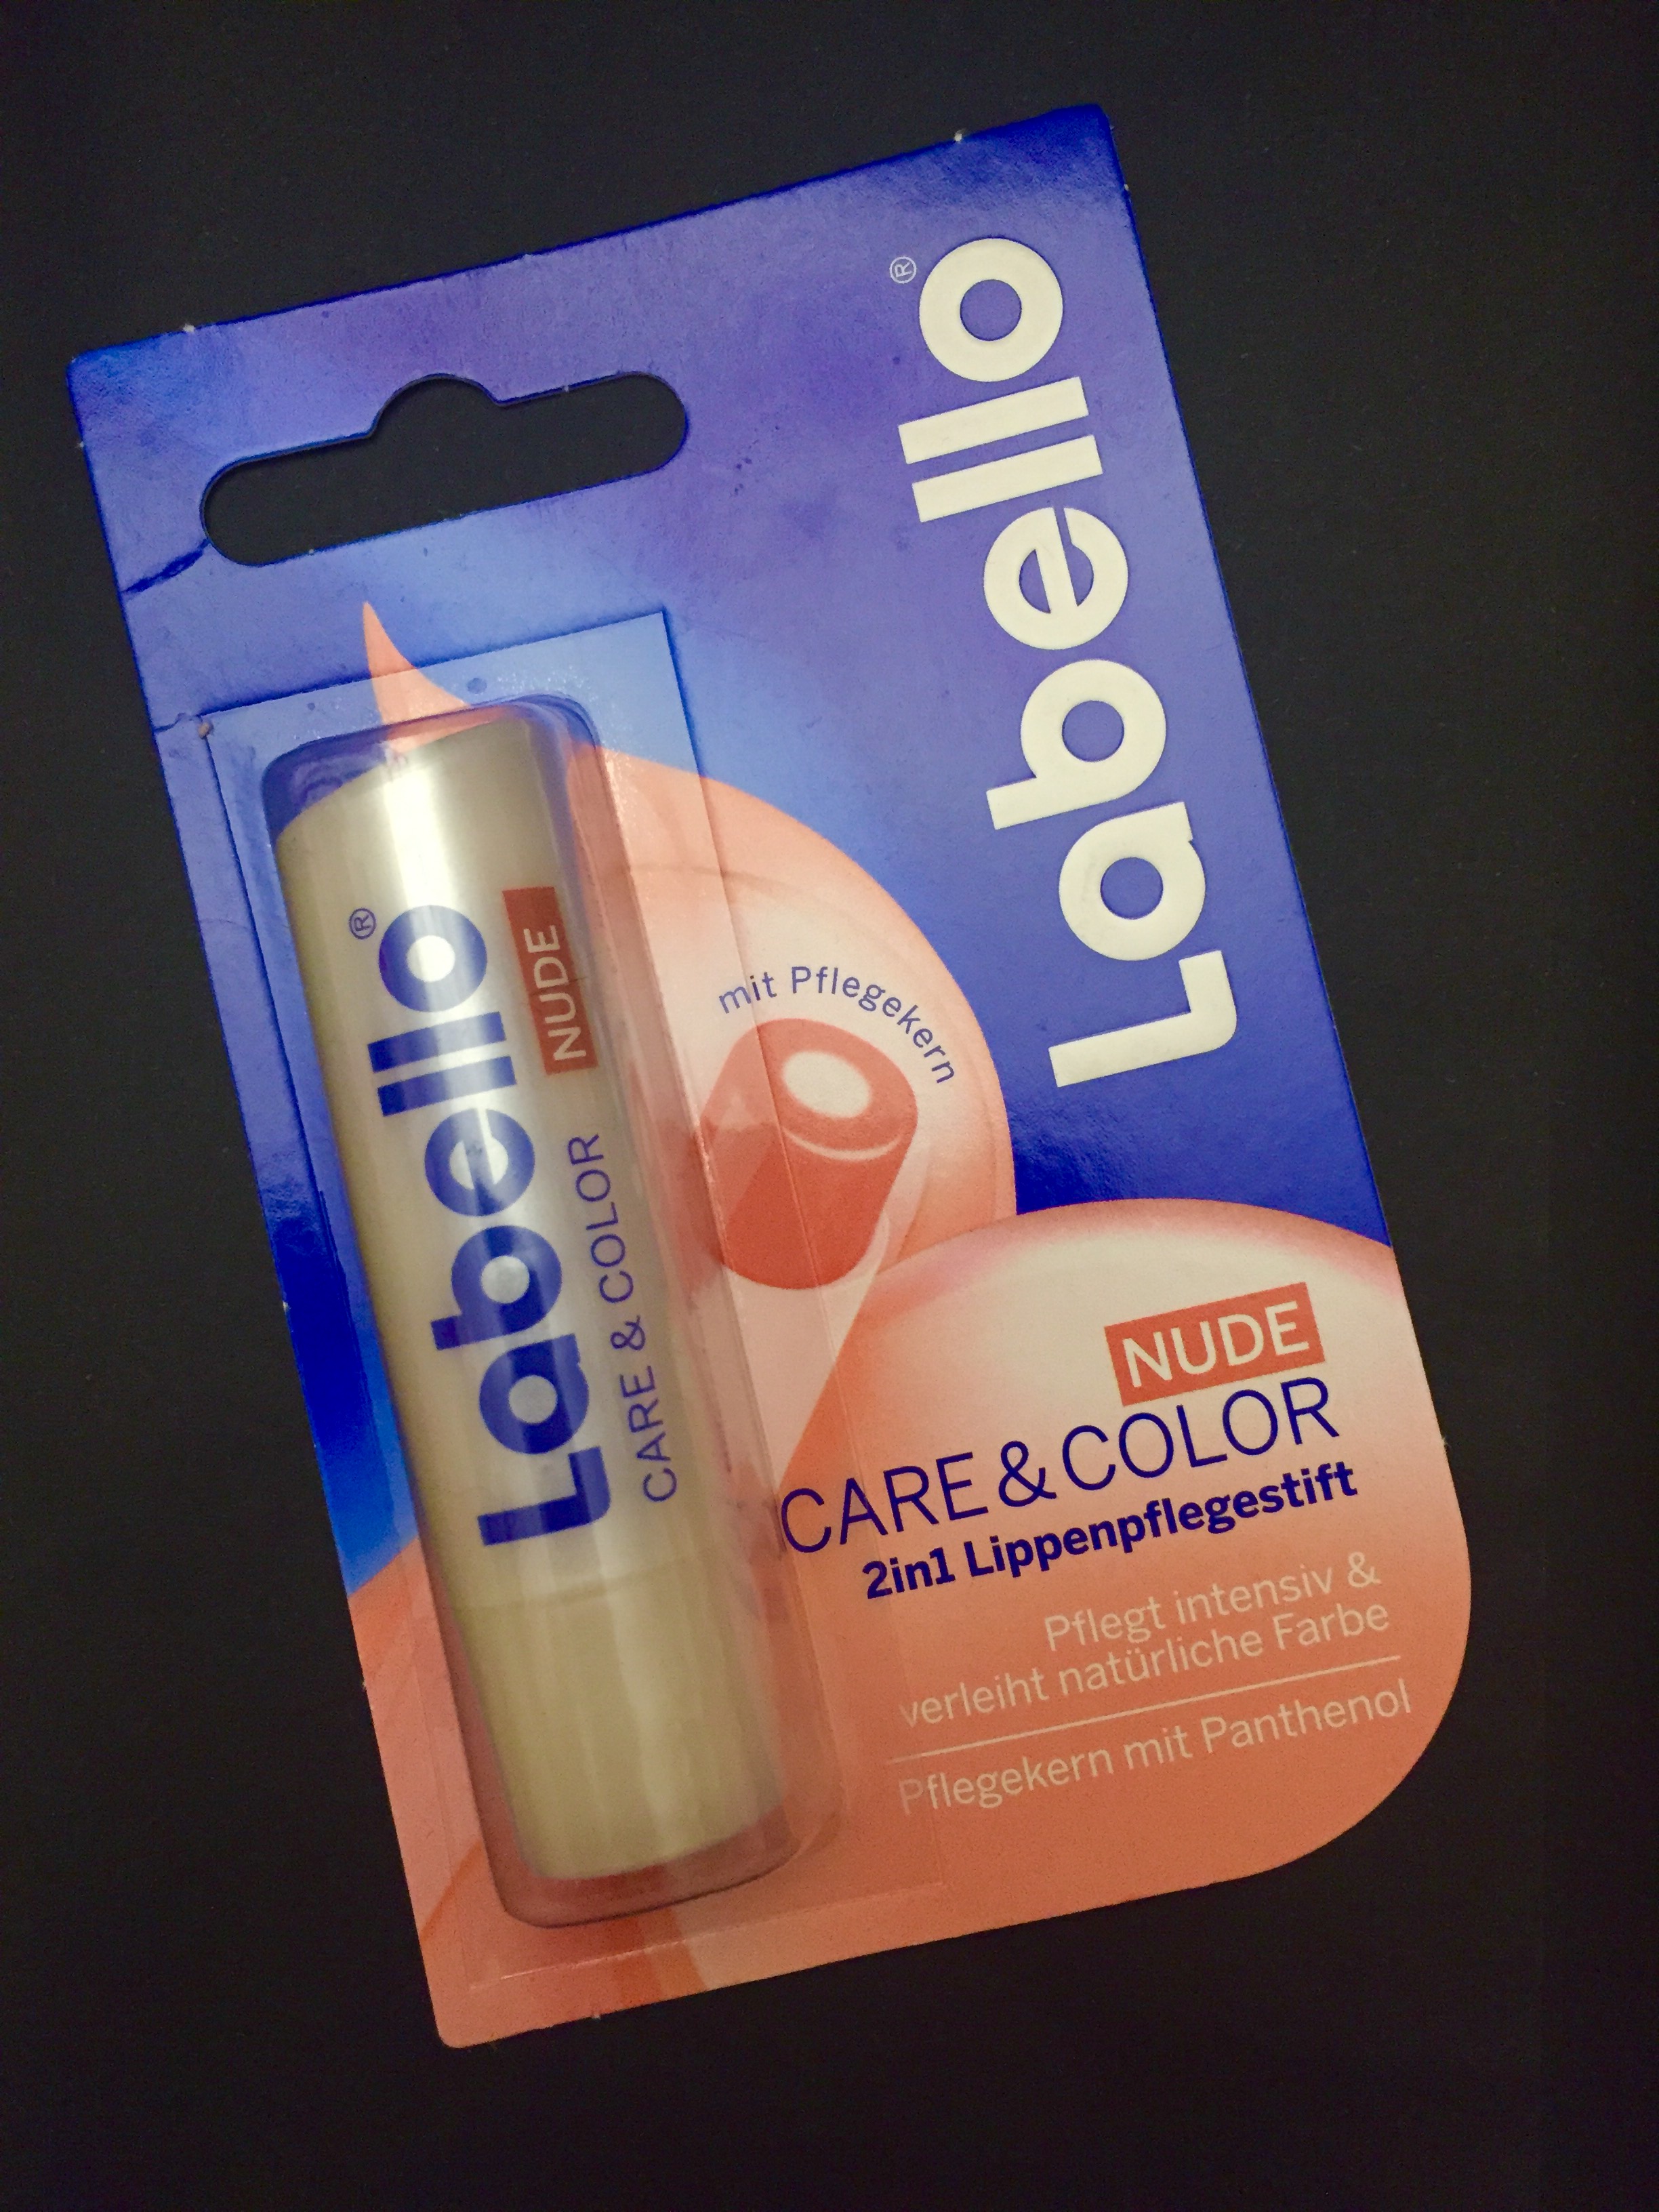 Labello®
mit Pflegekern
NUDE
CARE & COLOR
2in1 Lippenpflegestift
Pflegt intensiv &
verleiht natürliche Farbe
Pflegekern mit Panthenol
Labello®
NUDE
CARE & COLOR